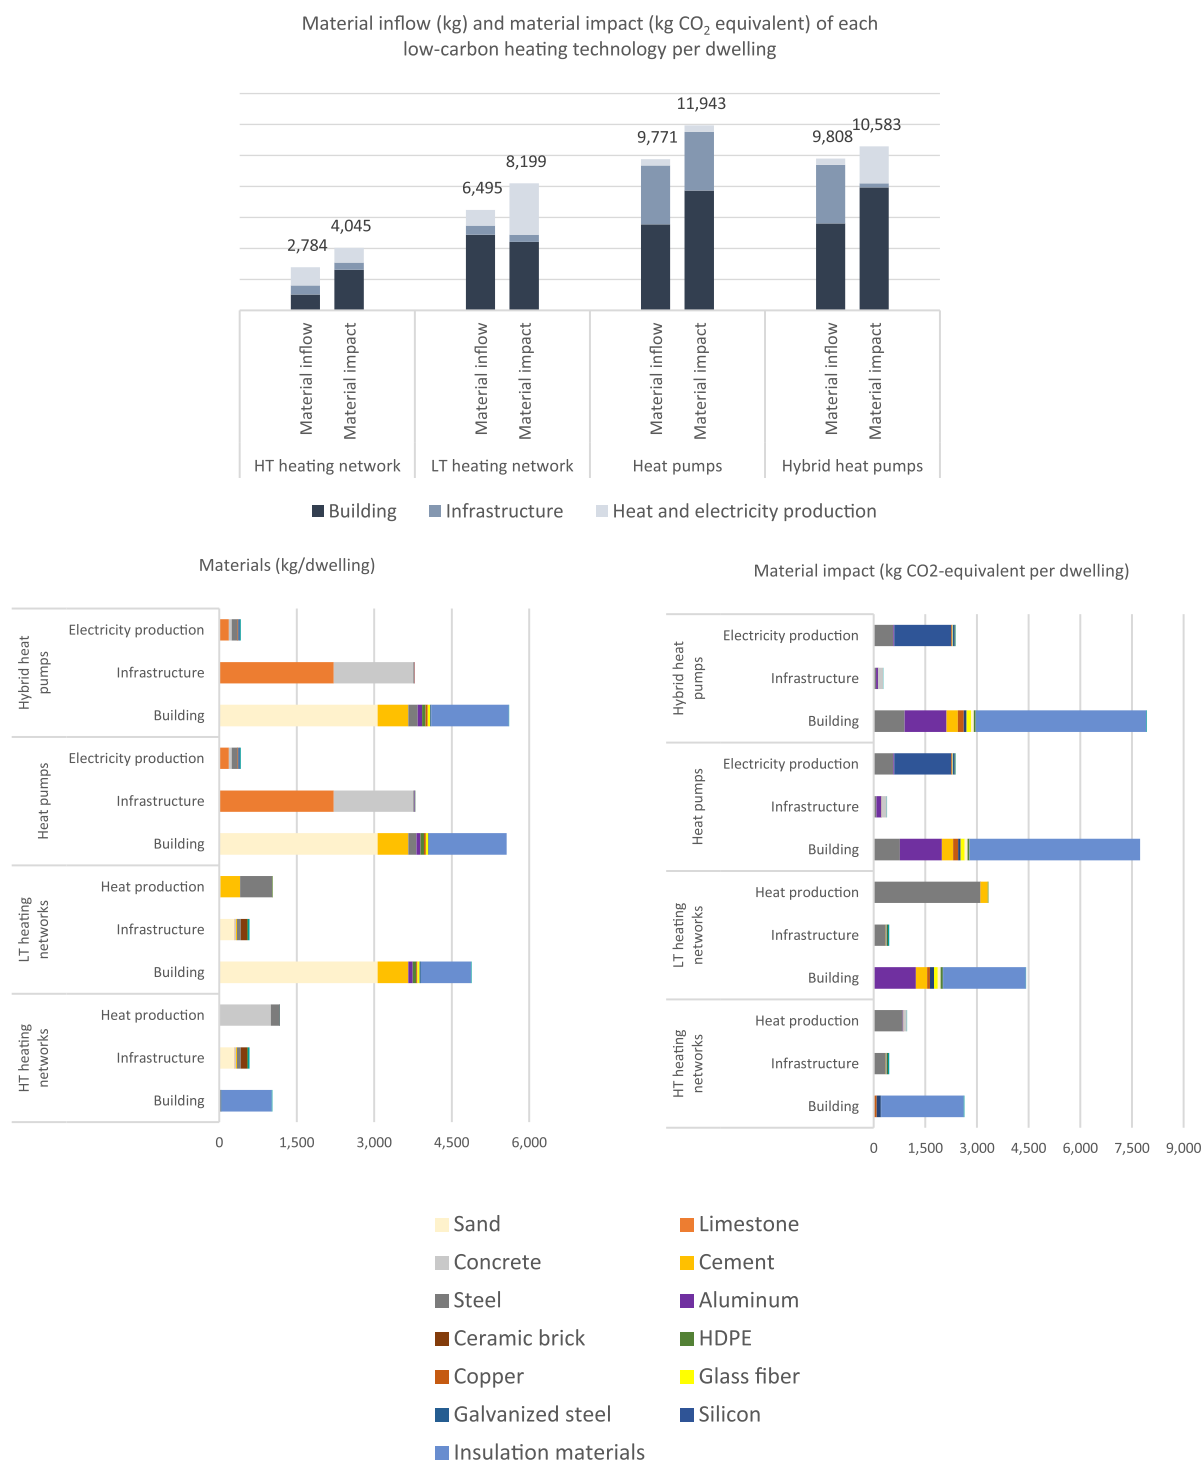 Material inflow (kg) and material impact (kg CO2 equivalent) of each
low-carbon heating technology per dwelling
2,784
4,045
6,495
8,199
9,771
11,943
9,808
10,583
Material inflow
Material impact
Material inflow
Material impact
Material inflow
Material impact
Material inflow
Material impact
HT heating network
LT heating network
Heat pumps
Hybrid heat pumps
Building
Infrastructure
Heat and electricity production
Materials (kg/dwelling)
Hybrid heat
pumps
Electricity production
Infrastructure
Building
Heat pumps
Electricity production
Infrastructure
Building
LT heating
networks
Heat production
Infrastructure
Building
HT heating
networks
Heat production
Infrastructure
Building
0
1,500
3,000
4,500
6,000
Material impact (kg CO2-equivalent per dwelling)
Hybrid heat
pumps
Electricity production
Infrastructure
Building
Heat pumps
Electricity production
Infrastructure
Building
LT heating
networks
Heat production
Infrastructure
Building
HT heating
networks
Heat production
Infrastructure
Building
0
1,500
3,000
4,500
6,000
7,500
9,000
Sand
Limestone
Concrete
Cement
Steel
Aluminum
Ceramic brick
HDPE
Copper
Glass fiber
Galvanized steel
Silicon
Insulation materials